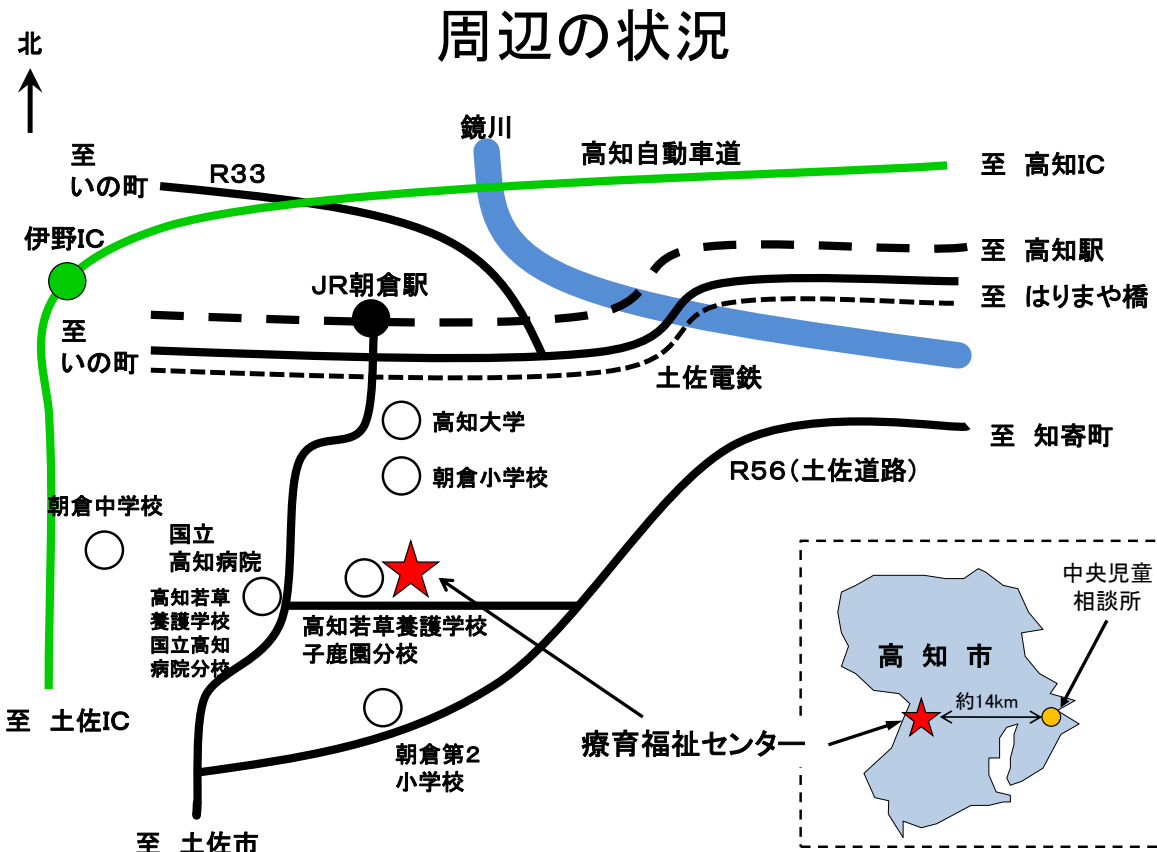 周辺の状況
北
鏡川
高知自動車道
至
いの町
R33
至 高知IC
伊野IC
至 高知駅
JR朝倉駅
至 はりまや橋
至
いの町
土佐電鉄
高知大学
至 知寄町
朝倉小学校
R56(土佐道路)
朝倉中学校
国立
高知病院
高知若草
養護学校
国立高知
病院分校
高知若草養護学校
子鹿園分校
中央児童
相談所
高 知 市
約14km
至 土佐IC
療育福祉センター
朝倉第2
小学校
至 土佐市